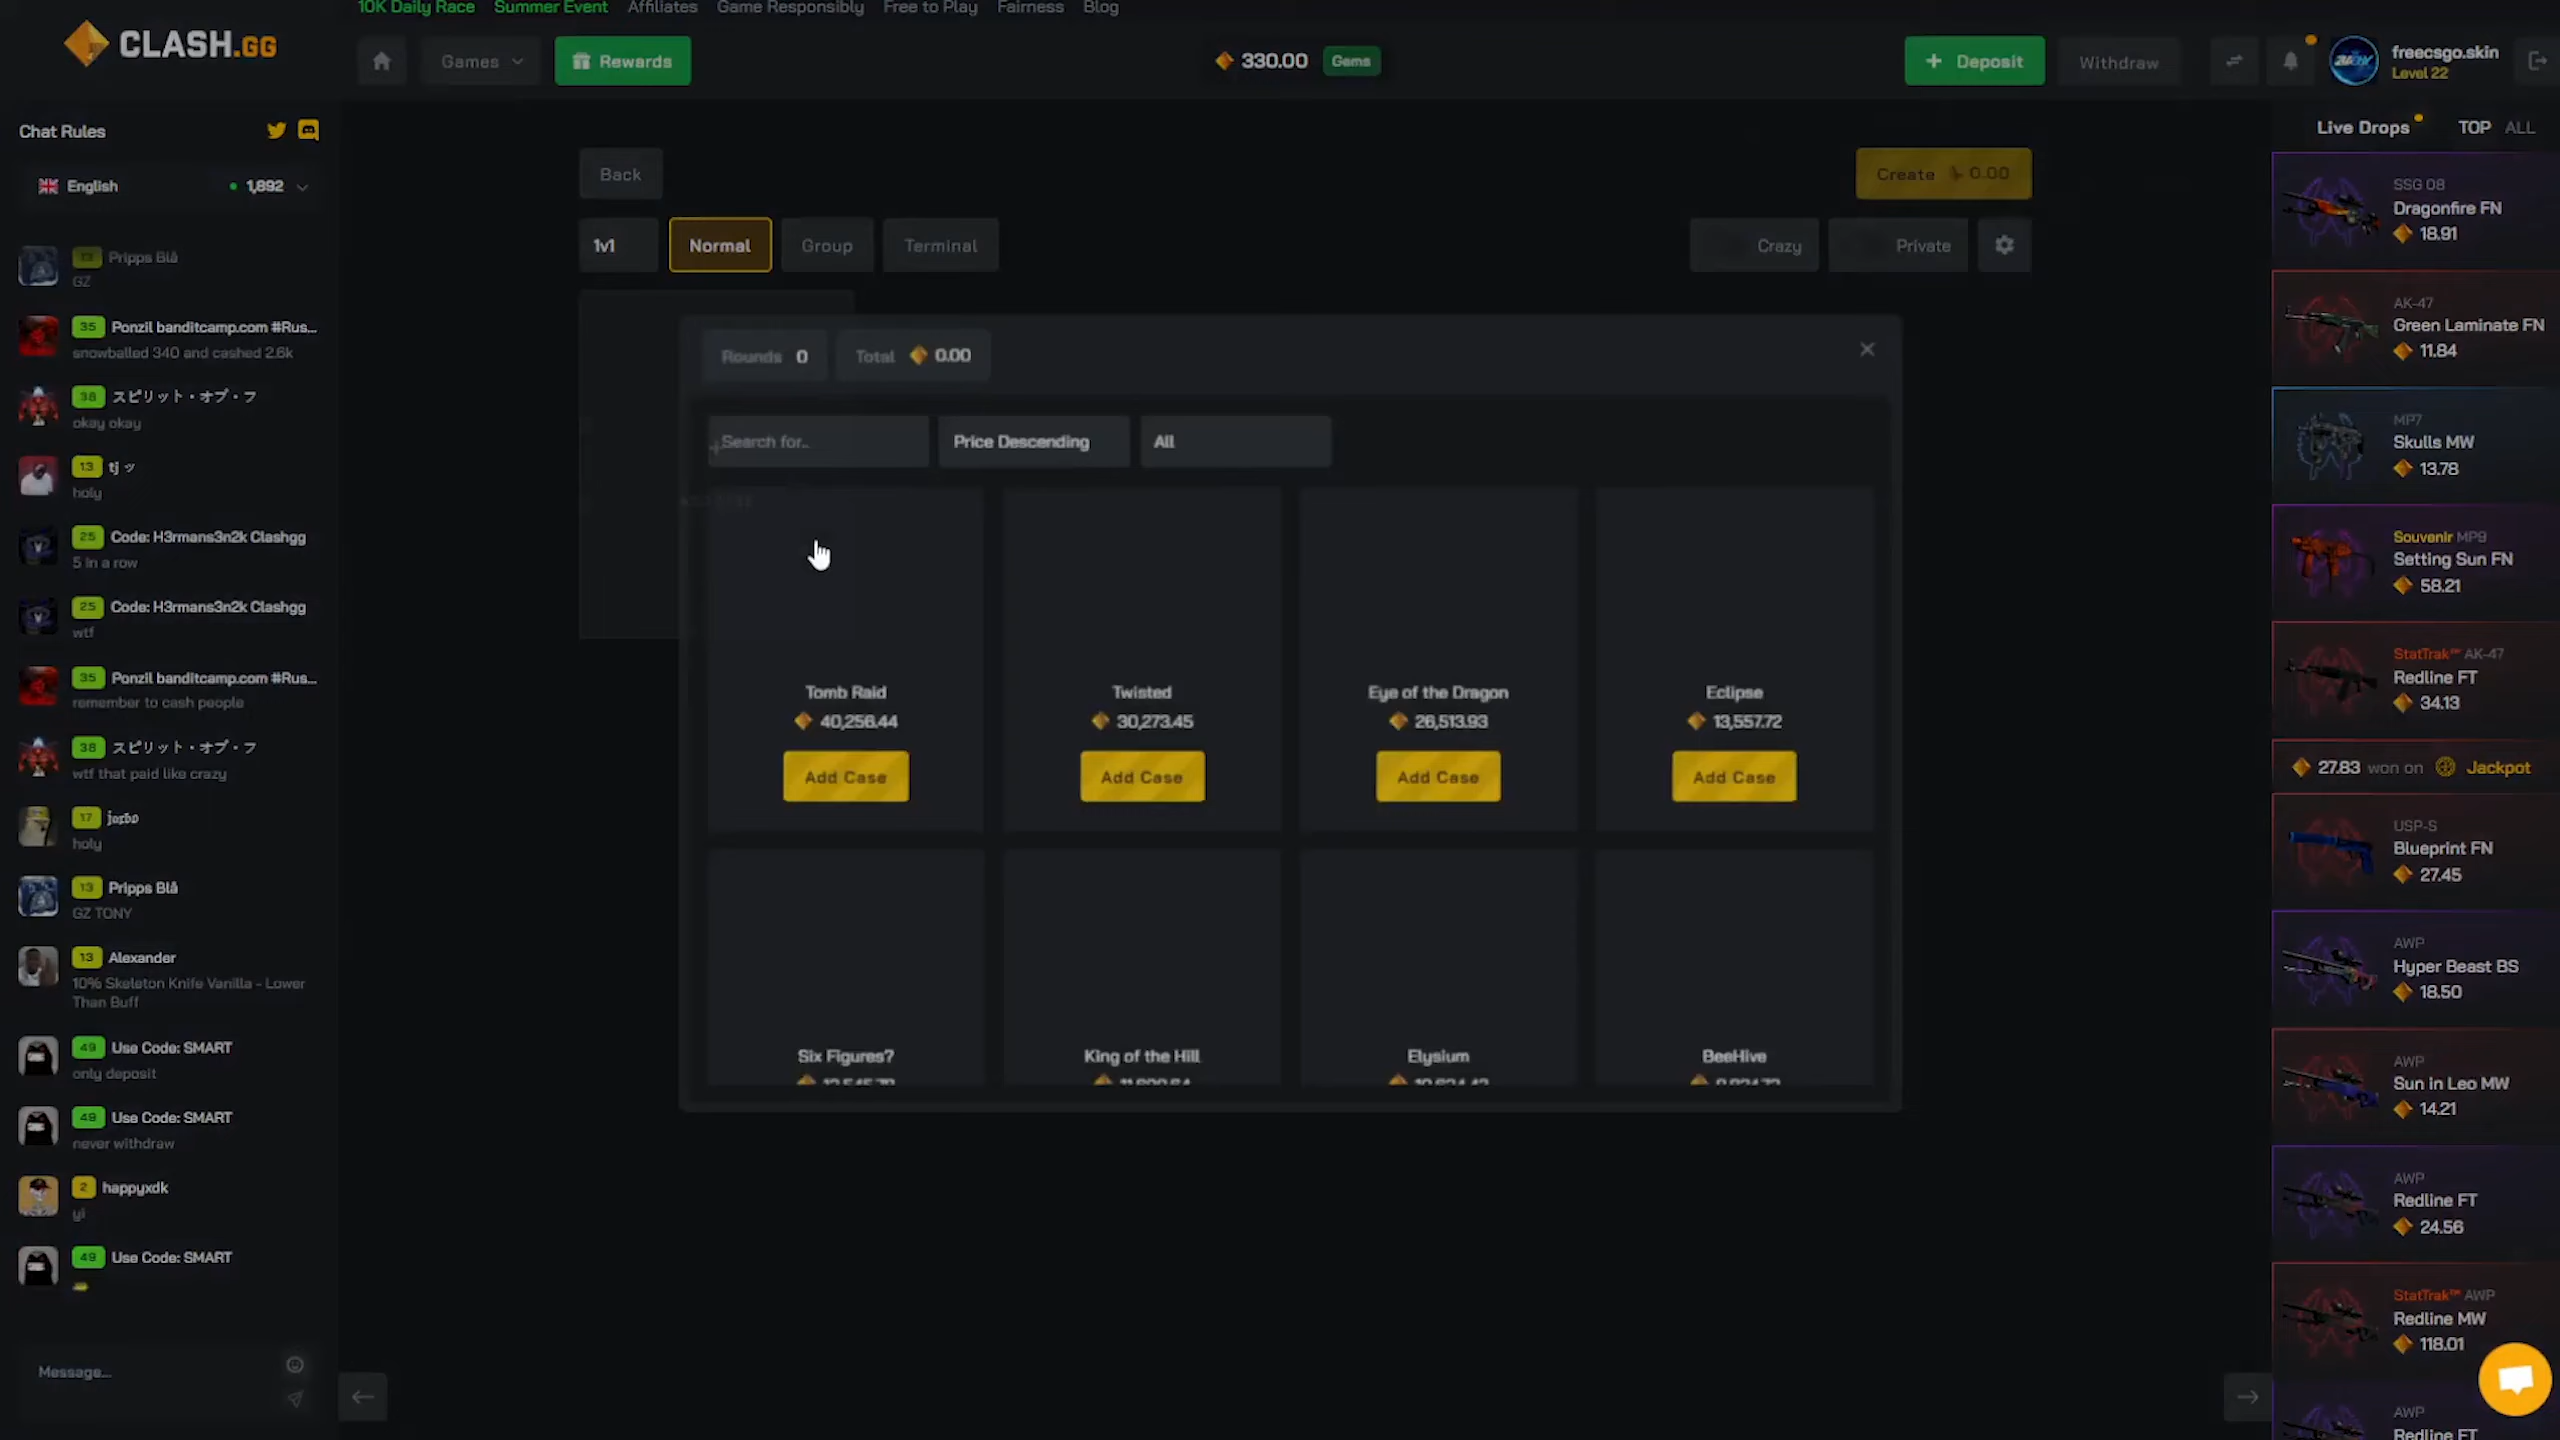 10K Daily Race
Summer Event
Affiliates
Game Responsibly
Free to Play
Fairness
Blog
CLASH.GG
Games
Rewards
330.00
Gems
+ Deposit
Withdraw
freecsgo.skin
Level 22
Chat Rules
English
1,892
Pripps Blå
GZ
35 Ponzil banditcamp.com #Rus...
snowballed 340 and cashed 2.6k
38 スピリット・オブ・フ
okay okay
13 tj ッ
holy
25 Code: H3rmans3n2k Clashgg
5 in a row
25 Code: H3rmans3n2k Clashgg
wtf
35 Ponzil banditcamp.com #Rus...
remember to cash people
38 スピリット・オブ・フ
wtf that paid like crazy
17
holy
13 Pripps Blå
GZ TONY
13 Alexander
10% Skeleton Knife Vanilla - Lower
Than Buff
49 Use Code: SMART
only deposit
49 Use Code: SMART
never withdraw
2 happyxdk
yi
49 Use Code: SMART
Message...
Back
Create 0.00
1v1
Normal
Group
Terminal
Crazy
Private
Rounds 0
Total 0.00
Search for..
Price Descending
All
Tomb Raid
40,256.44
Add Case
Twisted
30,273.45
Add Case
Eye of the Dragon
26,513.93
Add Case
Eclipse
13,557.72
Add Case
Six Figures?
King of the Hill
Elysium
BeeHive
Live Drops
TOP
ALL
SSG 08
Dragonfire FN
18.91
AK-47
Green Laminate FN
11.84
MP7
Skulls MW
13.78
Souvenir MP9
Setting Sun FN
58.21
StatTrak™ AK-47
Redline FT
34.13
27.83 won on Jackpot
USP-S
Blueprint FN
27.45
AWP
Hyper Beast BS
18.50
AWP
Sun in Leo MW
14.21
AWP
Redline FT
24.56
StatTrak™ AWP
Redline MW
118.01
AWP
Redline FT